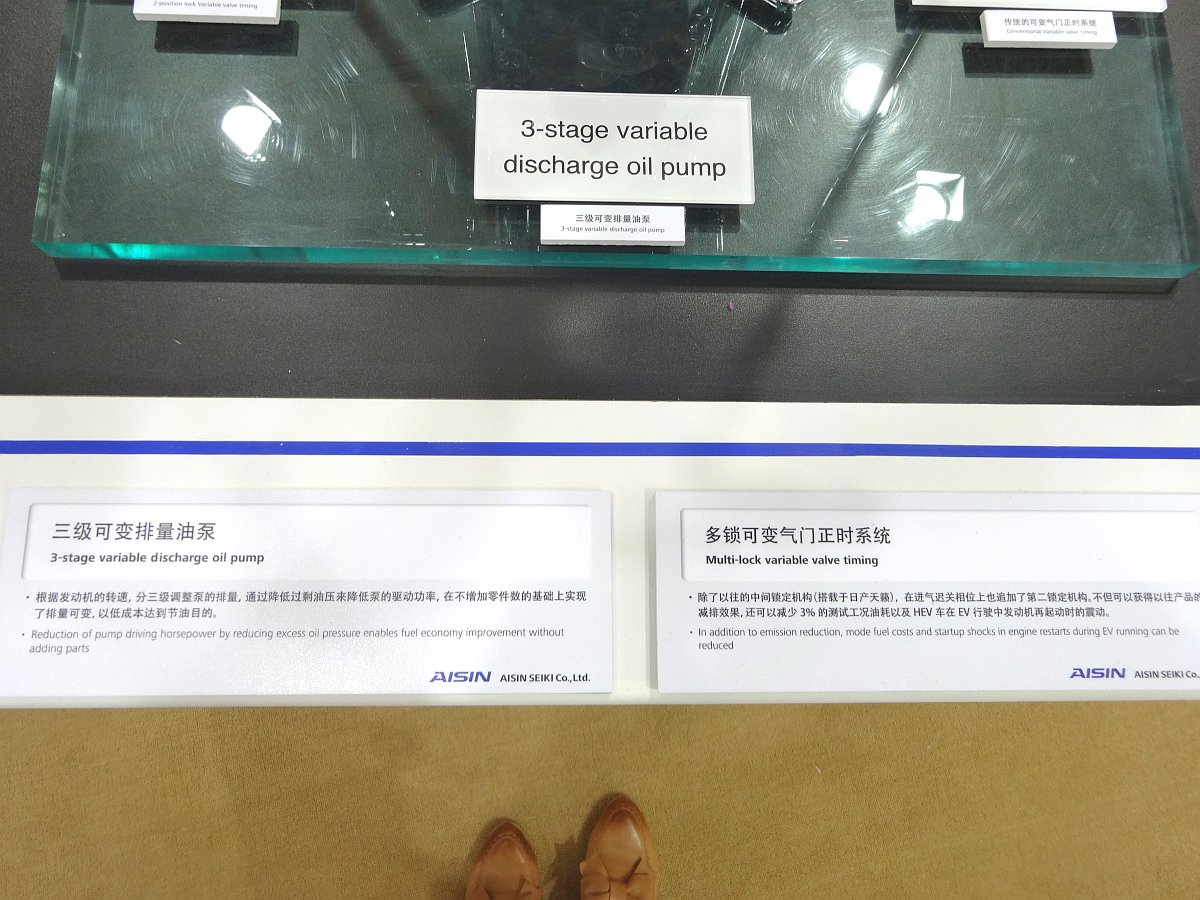 2-position lock Variable valve timing
传统的可变气门正时系统
Conventional Variable valve timing
3-stage variable
discharge oil pump
三级可变排量油泵
3-stage variable discharge oil pump
三级可变排量油泵
3-stage variable discharge oil pump
・根据发动机的转速, 分三级调整泵的排量, 通过降低过剩油压来降低泵的驱动功率, 在不增加零件数的基础上实现
了排量可变, 以低成本达到节油目的。
・Reduction of pump driving horsepower by reducing excess oil pressure enables fuel economy improvement without
adding parts
AISIN AISIN SEIKI Co.,Ltd.
多锁可变气门正时系统
Multi-lock variable valve timing
・除了以往的中间锁定机构(搭载于日产天籁), 在进气迟关相位上也追加了第二锁定机构。不但可以获得以往产品的
减排效果, 还可以减少 3% 的测试工况油耗以及 HEV 车在 EV 行驶中发动机再起动时的震动。
・In addition to emission reduction, mode fuel costs and startup shocks in engine restarts during EV running can be
reduced
AISIN AISIN SEIKI Co.,